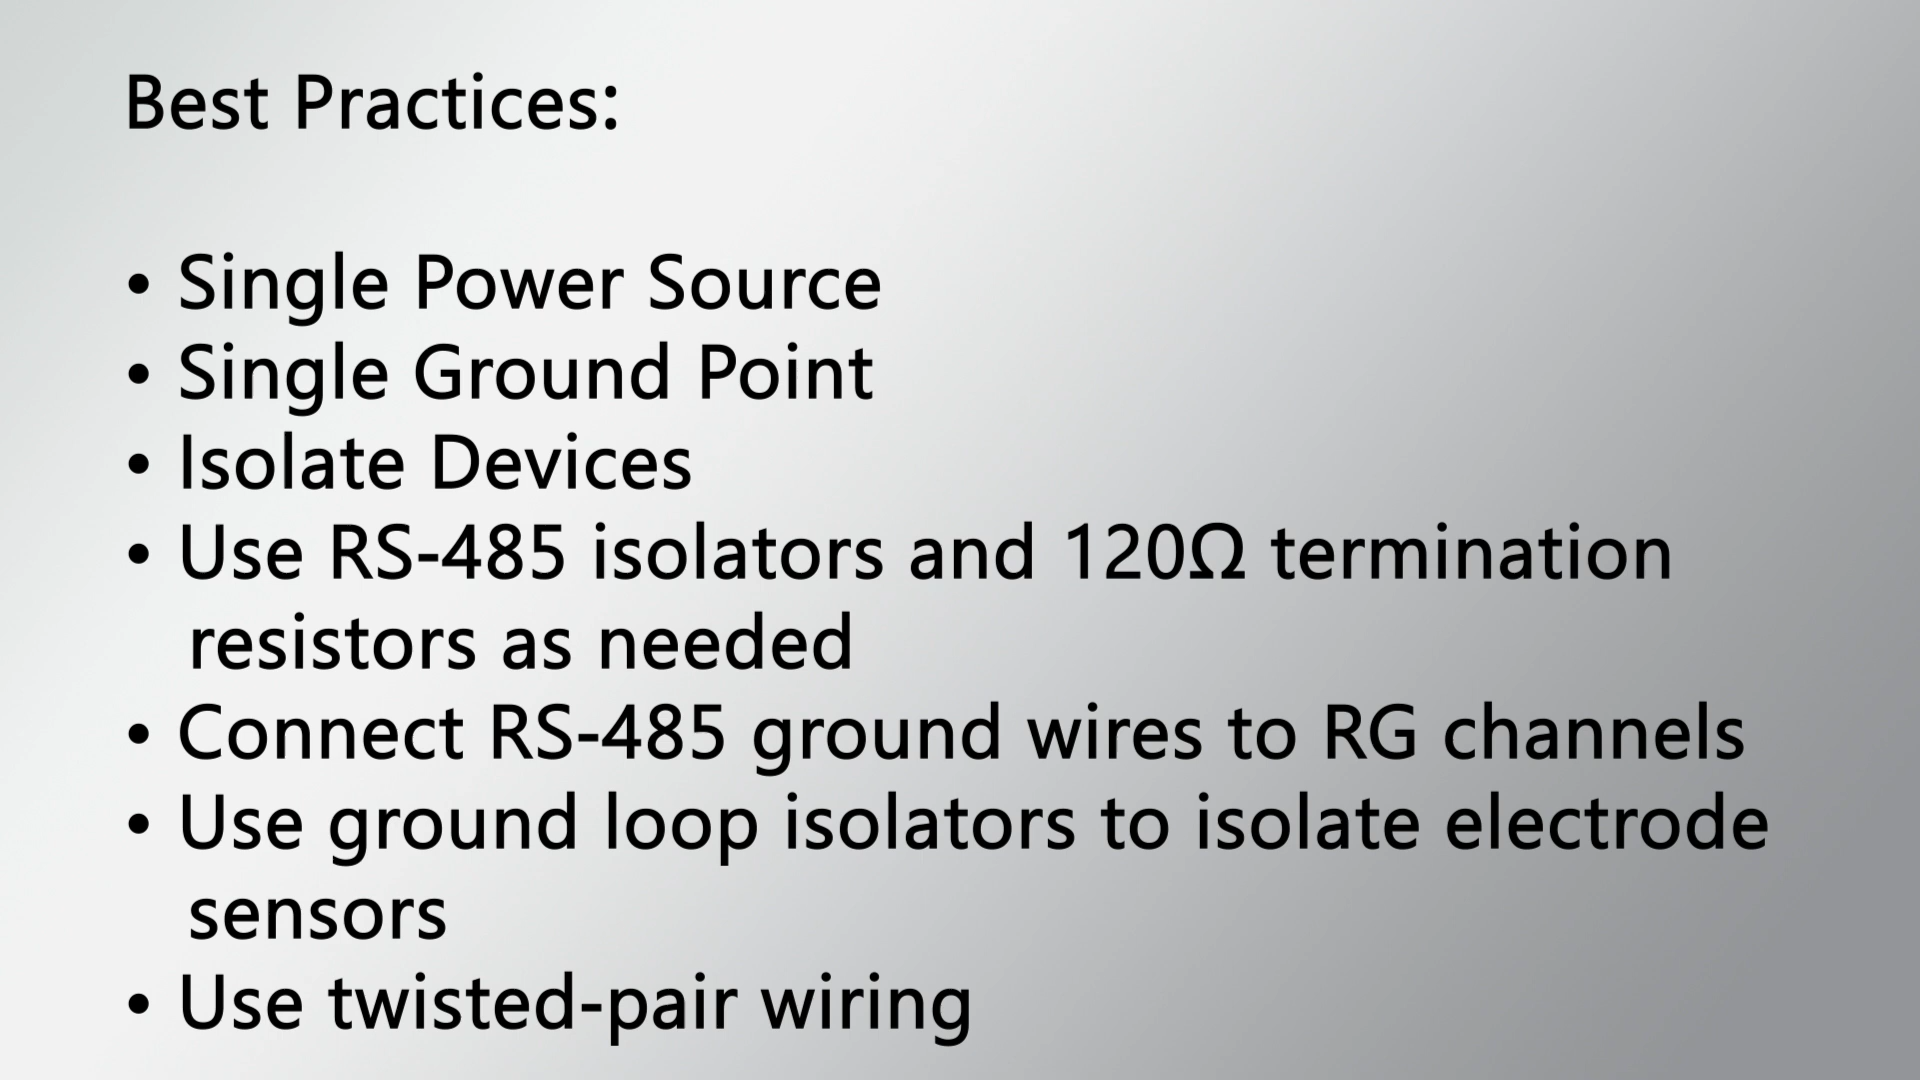 Best Practices:
• Single Power Source
• Single Ground Point
• Isolate Devices
• Use RS-485 isolators and 120Ω termination
resistors as needed
• Connect RS-485 ground wires to RG channels
• Use ground loop isolators to isolate electrode
sensors
• Use twisted-pair wiring